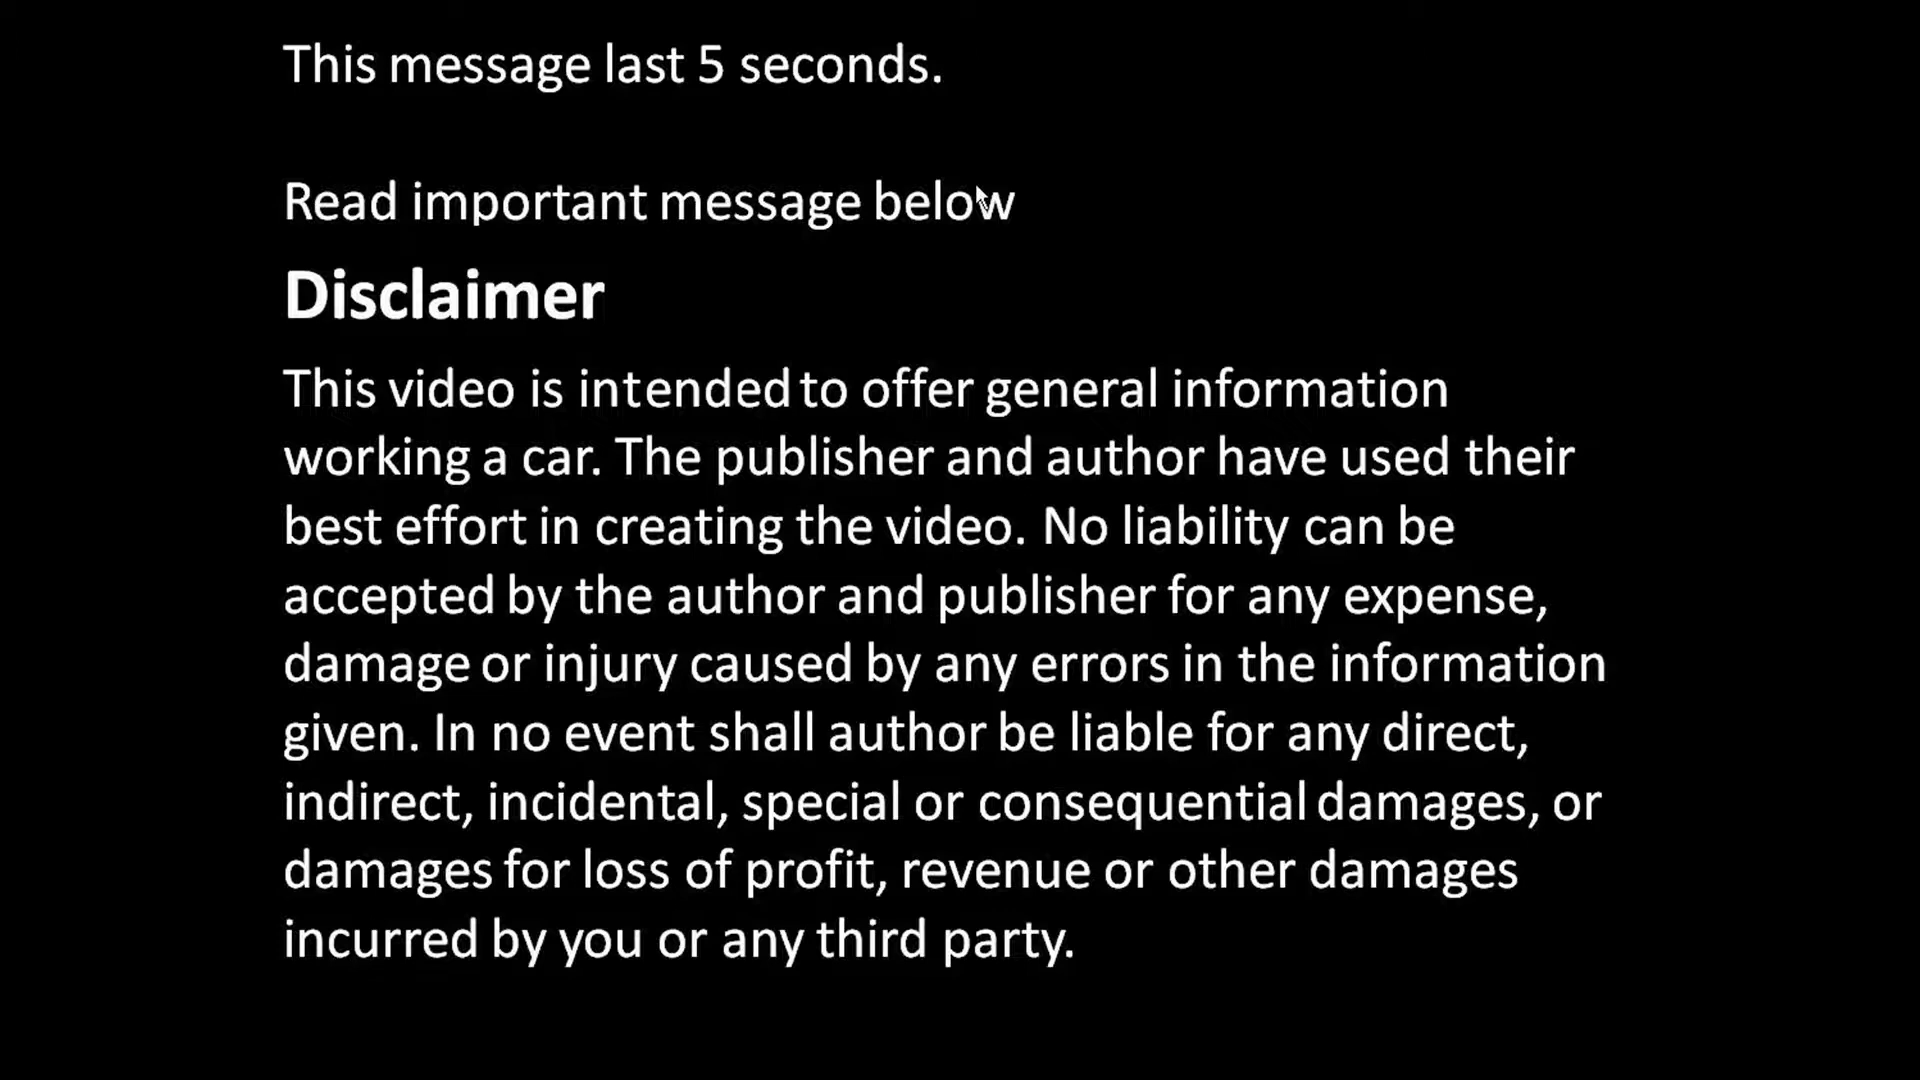 This message last 5 seconds.
Read important message below
Disclaimer
This video is intended to offer general information
working a car. The publisher and author have used their
best effort in creating the video. No liability can be
accepted by the author and publisher for any expense,
damage or injury caused by any errors in the information
given. In no event shall author be liable for any direct,
indirect, incidental, special or consequential damages, or
damages for loss of profit, revenue or other damages
incurred by you or any third party.